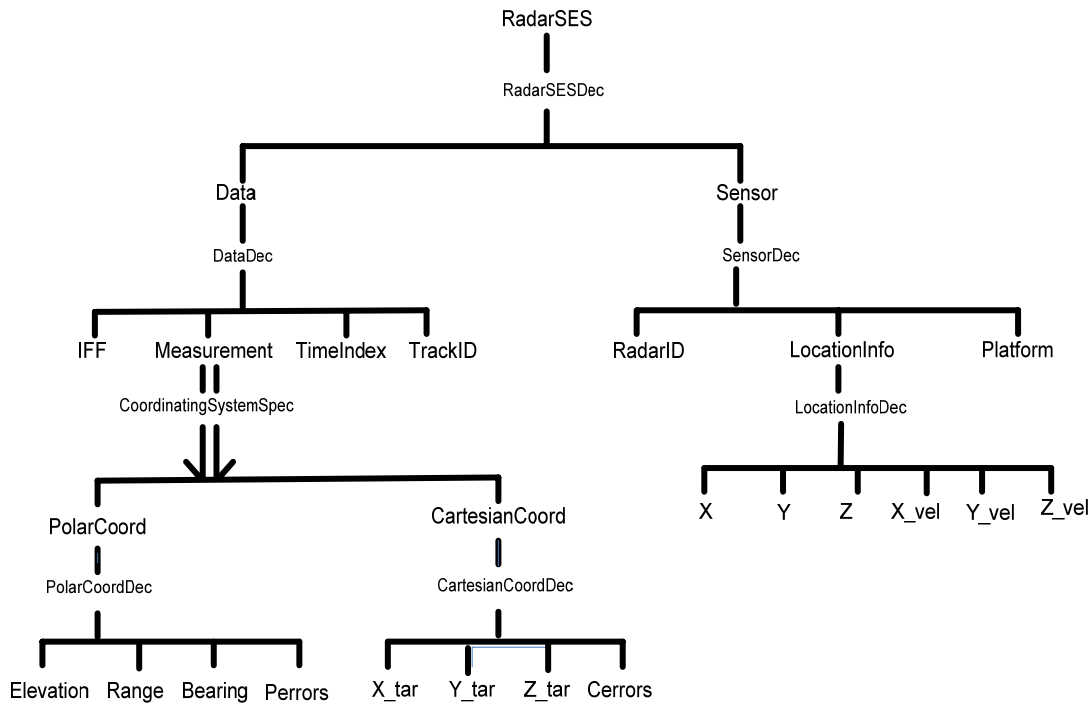 RadarSES
RadarSESDec
Data
Sensor
DataDec
SensorDec
IFF
Measurement
TimeIndex
TrackID
RadarID
LocationInfo
Platform
CoordinatingSystemSpec
LocationInfoDec
X
Y
Z
X_vel
Y_vel
Z_vel
PolarCoord
CartesianCoord
PolarCoordDec
CartesianCoordDec
Elevation
Range
Bearing
Perrors
X_tar
Y_tar
Z_tar
Cerrors